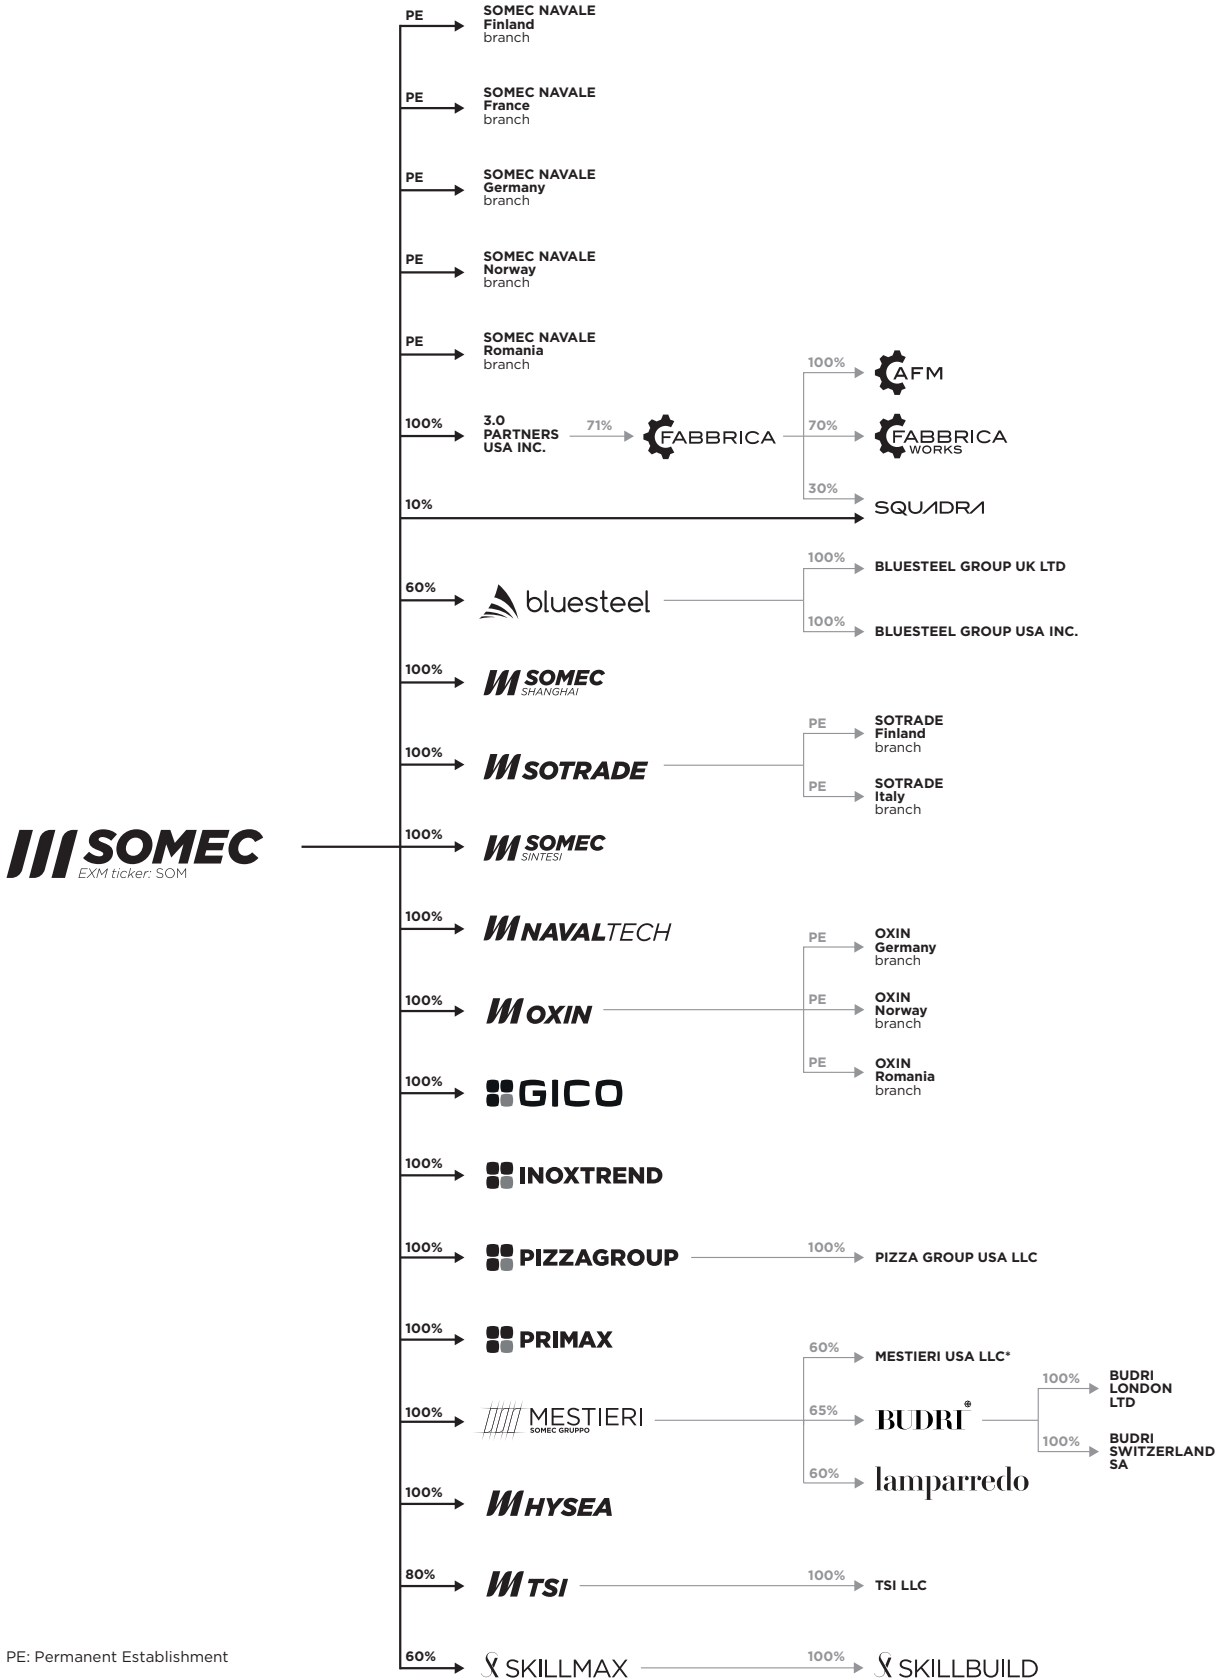 PE
SOMEC NAVALE
Finland
branch
PE
SOMEC NAVALE
France
branch
PE
SOMEC NAVALE
Germany
branch
PE
SOMEC NAVALE
Norway
branch
PE
SOMEC NAVALE
Romania
branch
100%
3.0
PARTNERS
USA INC.
71%
FABBRICA
100%
AFM
70%
FABBRICA
WORKS
30%
10%
SQUADRA
60%
bluesteel
100%
BLUESTEEL GROUP UK LTD
100%
BLUESTEEL GROUP USA INC.
100%
SOMEC
SHANGHAI
100%
SOTRADE
PE
SOTRADE
Finland
branch
PE
SOTRADE
Italy
branch
SOMEC
EXM ticker: SOM
100%
SOMEC
SINTESI
100%
NAVALTECH
100%
OXIN
PE
OXIN
Germany
branch
PE
OXIN
Norway
branch
PE
OXIN
Romania
branch
100%
GICO
100%
INOXTREND
100%
PIZZAGROUP
100%
PIZZA GROUP USA LLC
100%
PRIMAX
100%
MESTIERI
SOMEC GRUPPO
60%
MESTIERI USA LLC*
65%
BUDRI
100%
BUDRI
LONDON
LTD
100%
BUDRI
SWITZERLAND
SA
60%
lamparredo
100%
HYSEA
80%
TSI
100%
TSI LLC
60%
SKILLMAX
100%
SKILLBUILD
PE: Permanent Establishment